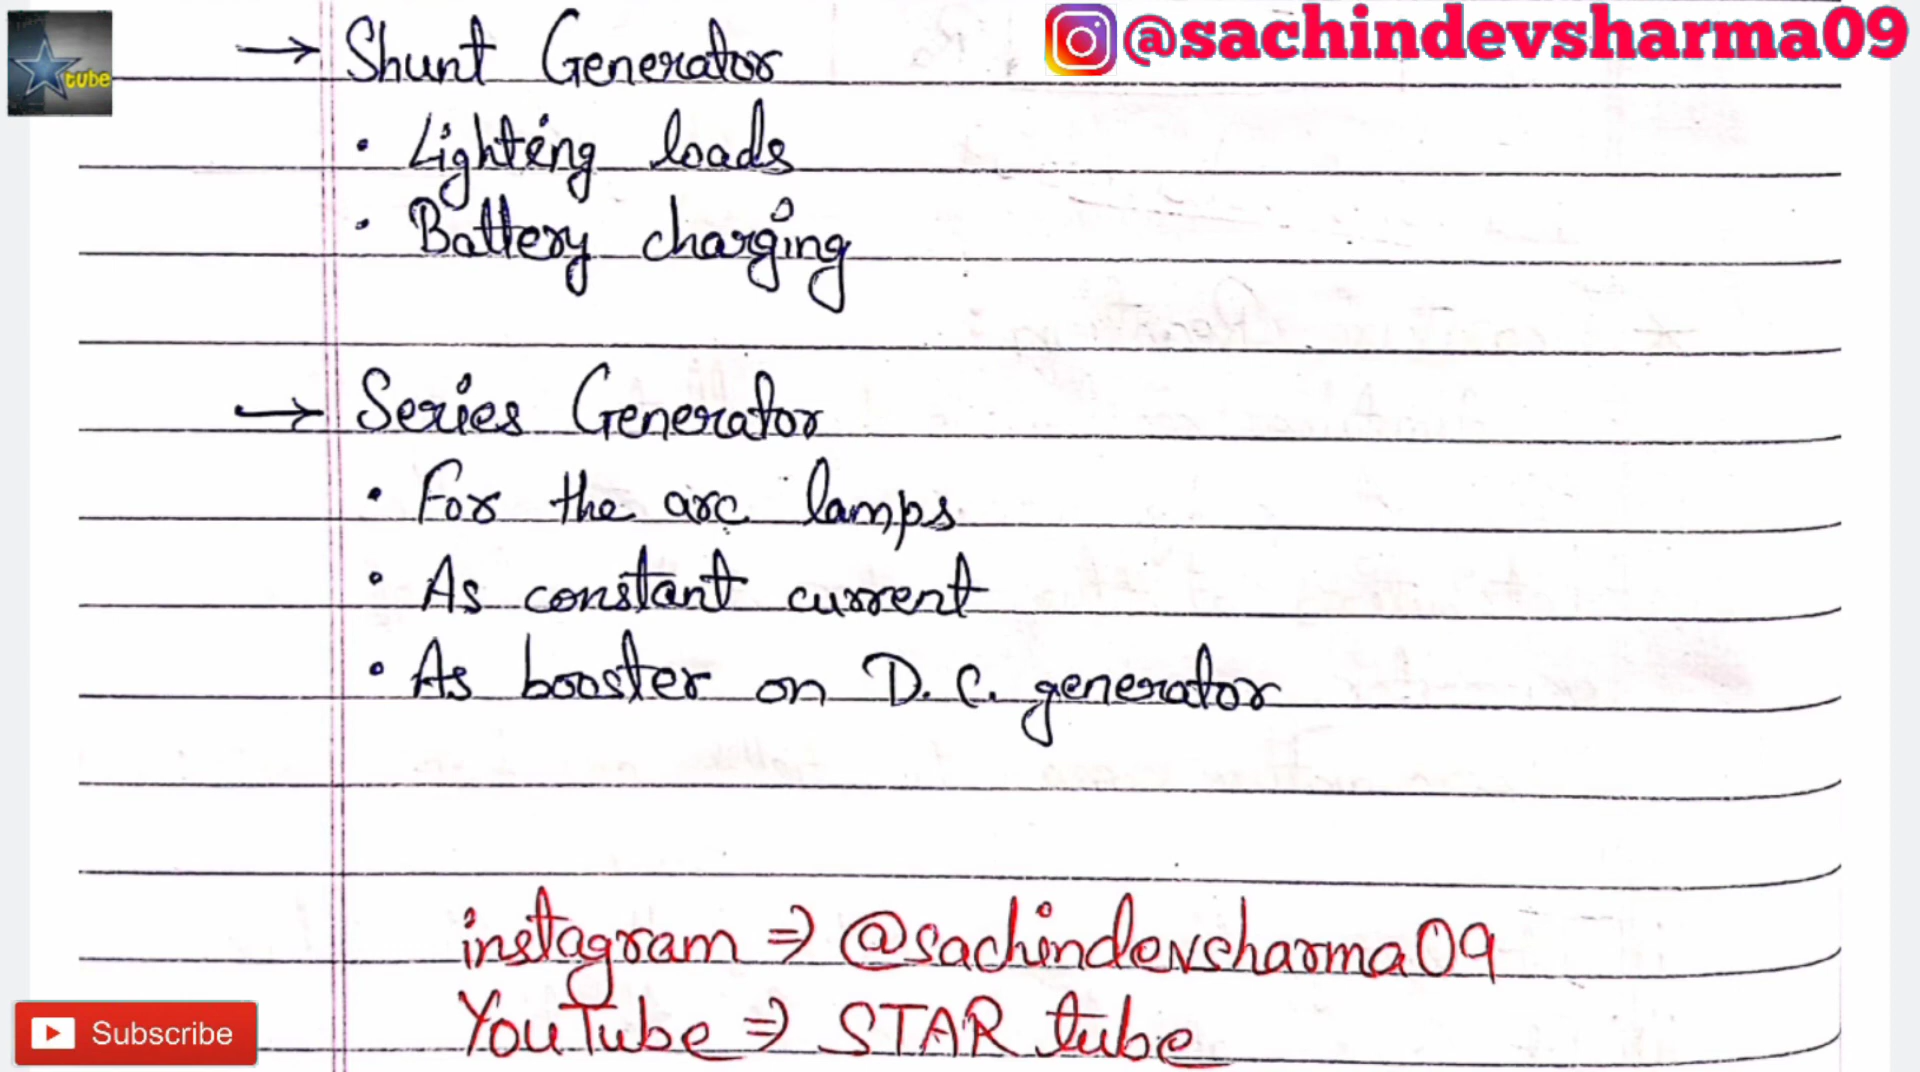 @sachindevsharma09
tube
→ Shunt Generator
• Lighting loads
• Battery charging
→ Series Generator
• For the arc lamps
• As constant current
• As booster on D.C. generator
instagram ⇒ @sachindevsharma09
YouTube ⇒ STAR tube
Subscribe